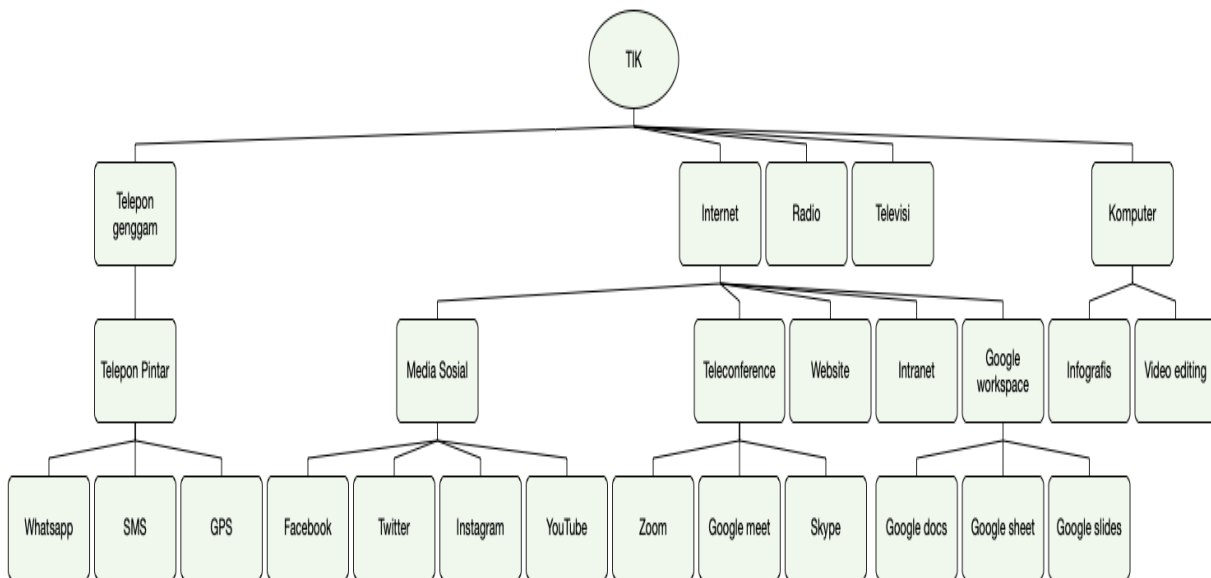 TIK
Telepon
genggam
Internet
Radio
Televisi
Komputer
Telepon Pintar
Media Sosial
Teleconference
Website
Intranet
Google
workspace
Infografis
Video editing
Whatsapp
SMS
GPS
Facebook
Twitter
Instagram
YouTube
Zoom
Google meet
Skype
Google docs
Google sheet
Google slides